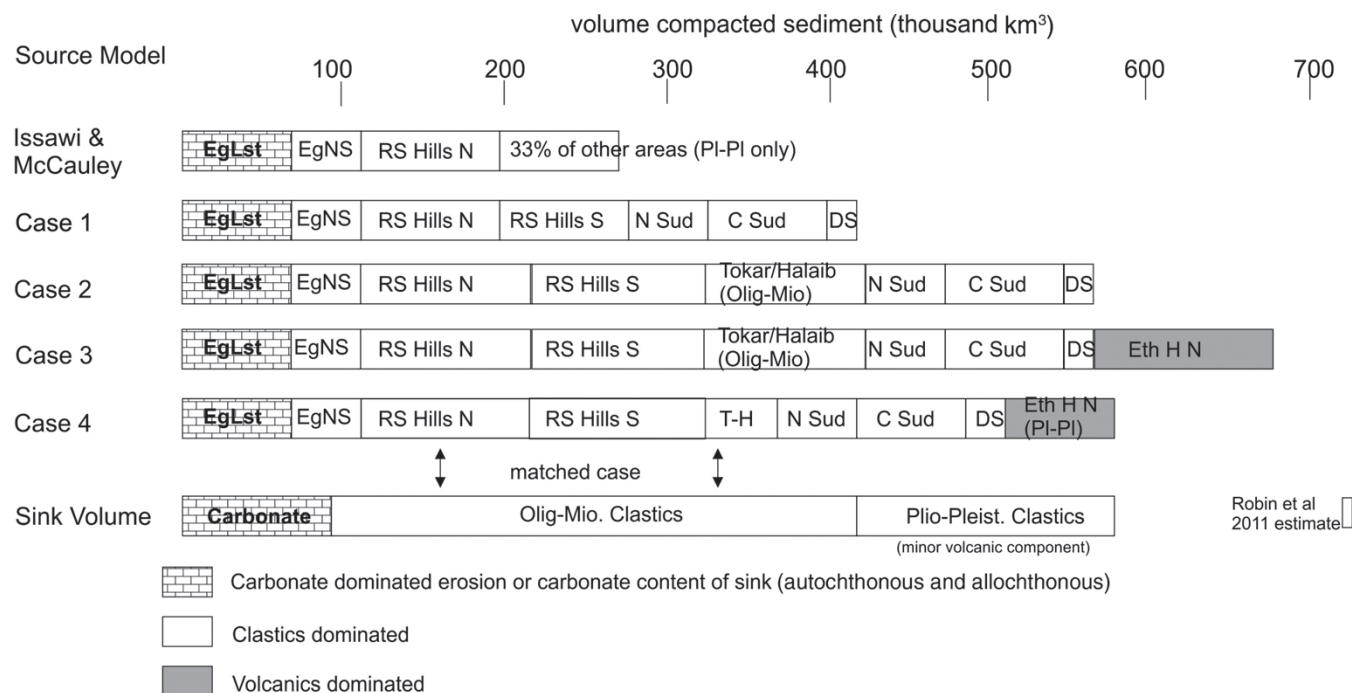 volume compacted sediment (thousand km³)
Source Model
100 200 300 400 500 600 700
Issawi &
McCauley
EgLst EgNS RS Hills N 33% of other areas (Pl-Pl only)
Case 1
EgLst EgNS RS Hills N RS Hills S N Sud C Sud DS
Case 2
EgLst EgNS RS Hills N RS Hills S Tokar/Halaib
(Olig-Mio) N Sud C Sud DS
Case 3
EgLst EgNS RS Hills N RS Hills S Tokar/Halaib
(Olig-Mio) N Sud C Sud DS Eth H N
Case 4
EgLst EgNS RS Hills N RS Hills S T-H N Sud C Sud DS Eth H N
(Pl-Pl)
matched case
Sink Volume
Carbonate Olig-Mio. Clastics Plio-Pleist. Clastics
(minor volcanic component)
Robin et al
2011 estimate
Carbonate dominated erosion or carbonate content of sink (autochthonous and allochthonous)
Clastics dominated
Volcanics dominated